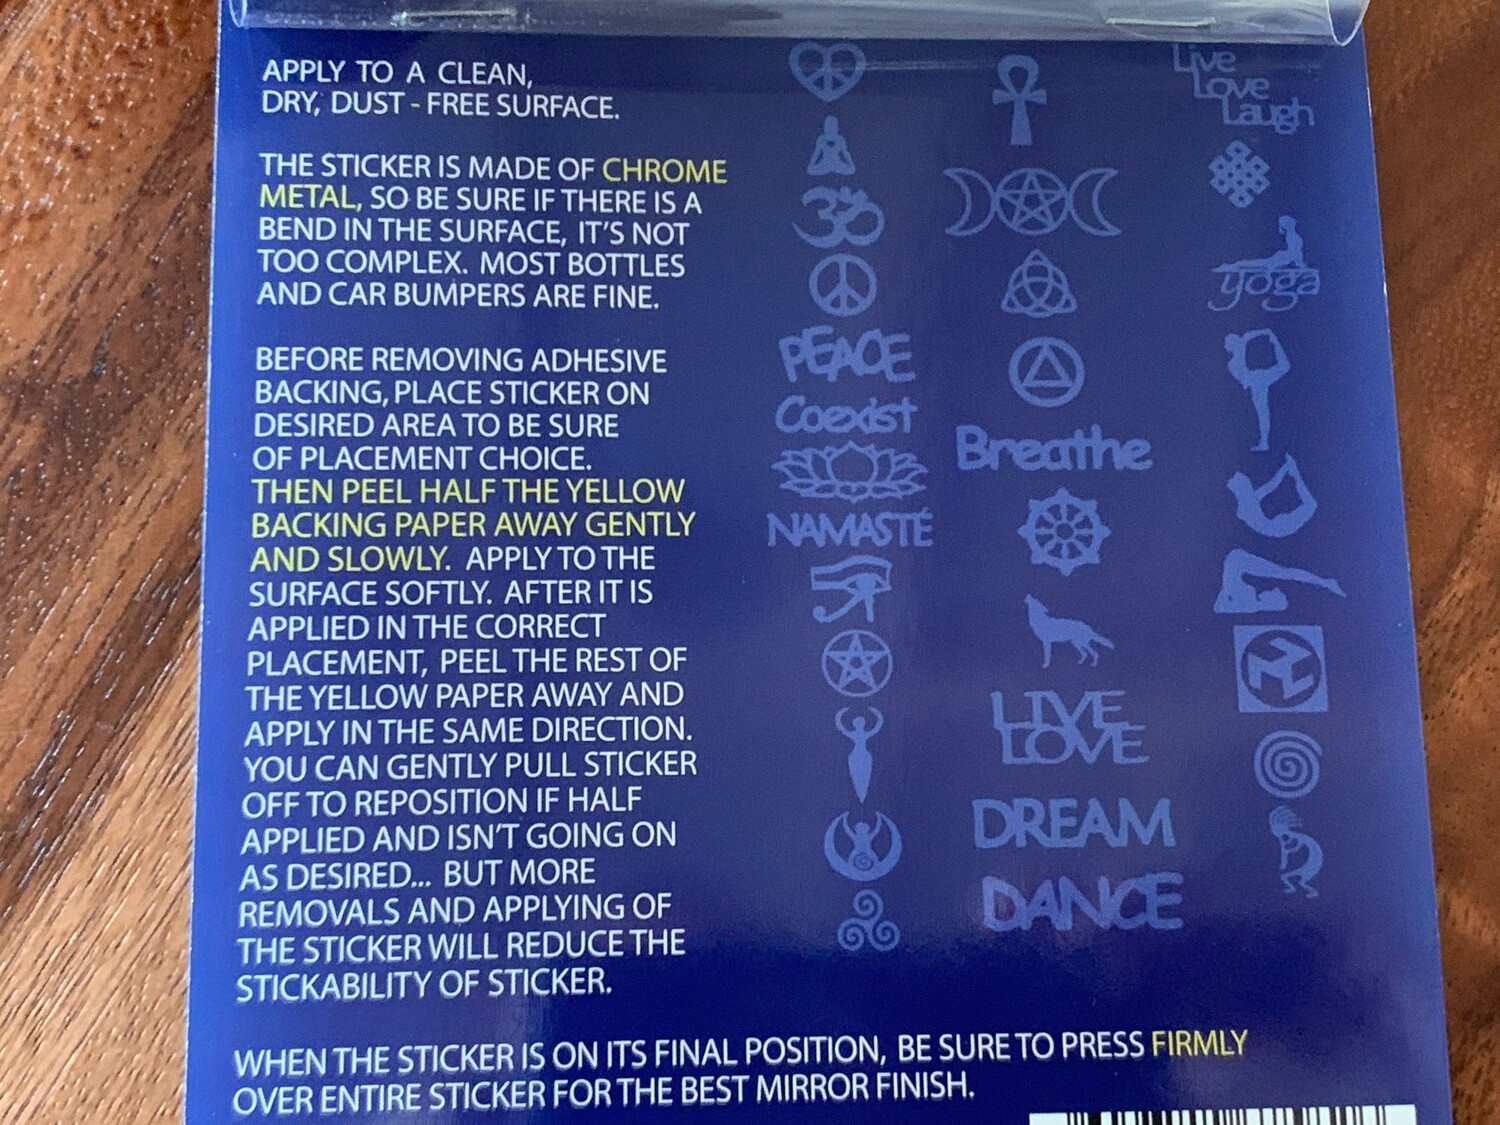 APPLY TO A CLEAN,
DRY, DUST - FREE SURFACE.
THE STICKER IS MADE OF CHROME
METAL, SO BE SURE IF THERE IS A
BEND IN THE SURFACE, IT'S NOT
TOO COMPLEX. MOST BOTTLES
AND CAR BUMPERS ARE FINE.
BEFORE REMOVING ADHESIVE
BACKING, PLACE STICKER ON
DESIRED AREA TO BE SURE
OF PLACEMENT CHOICE.
THEN PEEL HALF THE YELLOW
BACKING PAPER AWAY GENTLY
AND SLOWLY. APPLY TO THE
SURFACE SOFTLY. AFTER IT IS
APPLIED IN THE CORRECT
PLACEMENT, PEEL THE REST OF
THE YELLOW PAPER AWAY AND
APPLY IN THE SAME DIRECTION.
YOU CAN GENTLY PULL STICKER
OFF TO REPOSITION IF HALF
APPLIED AND ISN'T GOING ON
AS DESIRED... BUT MORE
REMOVALS AND APPLYING OF
THE STICKER WILL REDUCE THE
STICKABILITY OF STICKER.
WHEN THE STICKER IS ON ITS FINAL POSITION, BE SURE TO PRESS FIRMLY
OVER ENTIRE STICKER FOR THE BEST MIRROR FINISH.
PEACE
Coexist
NAMASTÉ
Breathe
LIVE
LOVE
DREAM
DANCE
Live
Love
Laugh
yoga